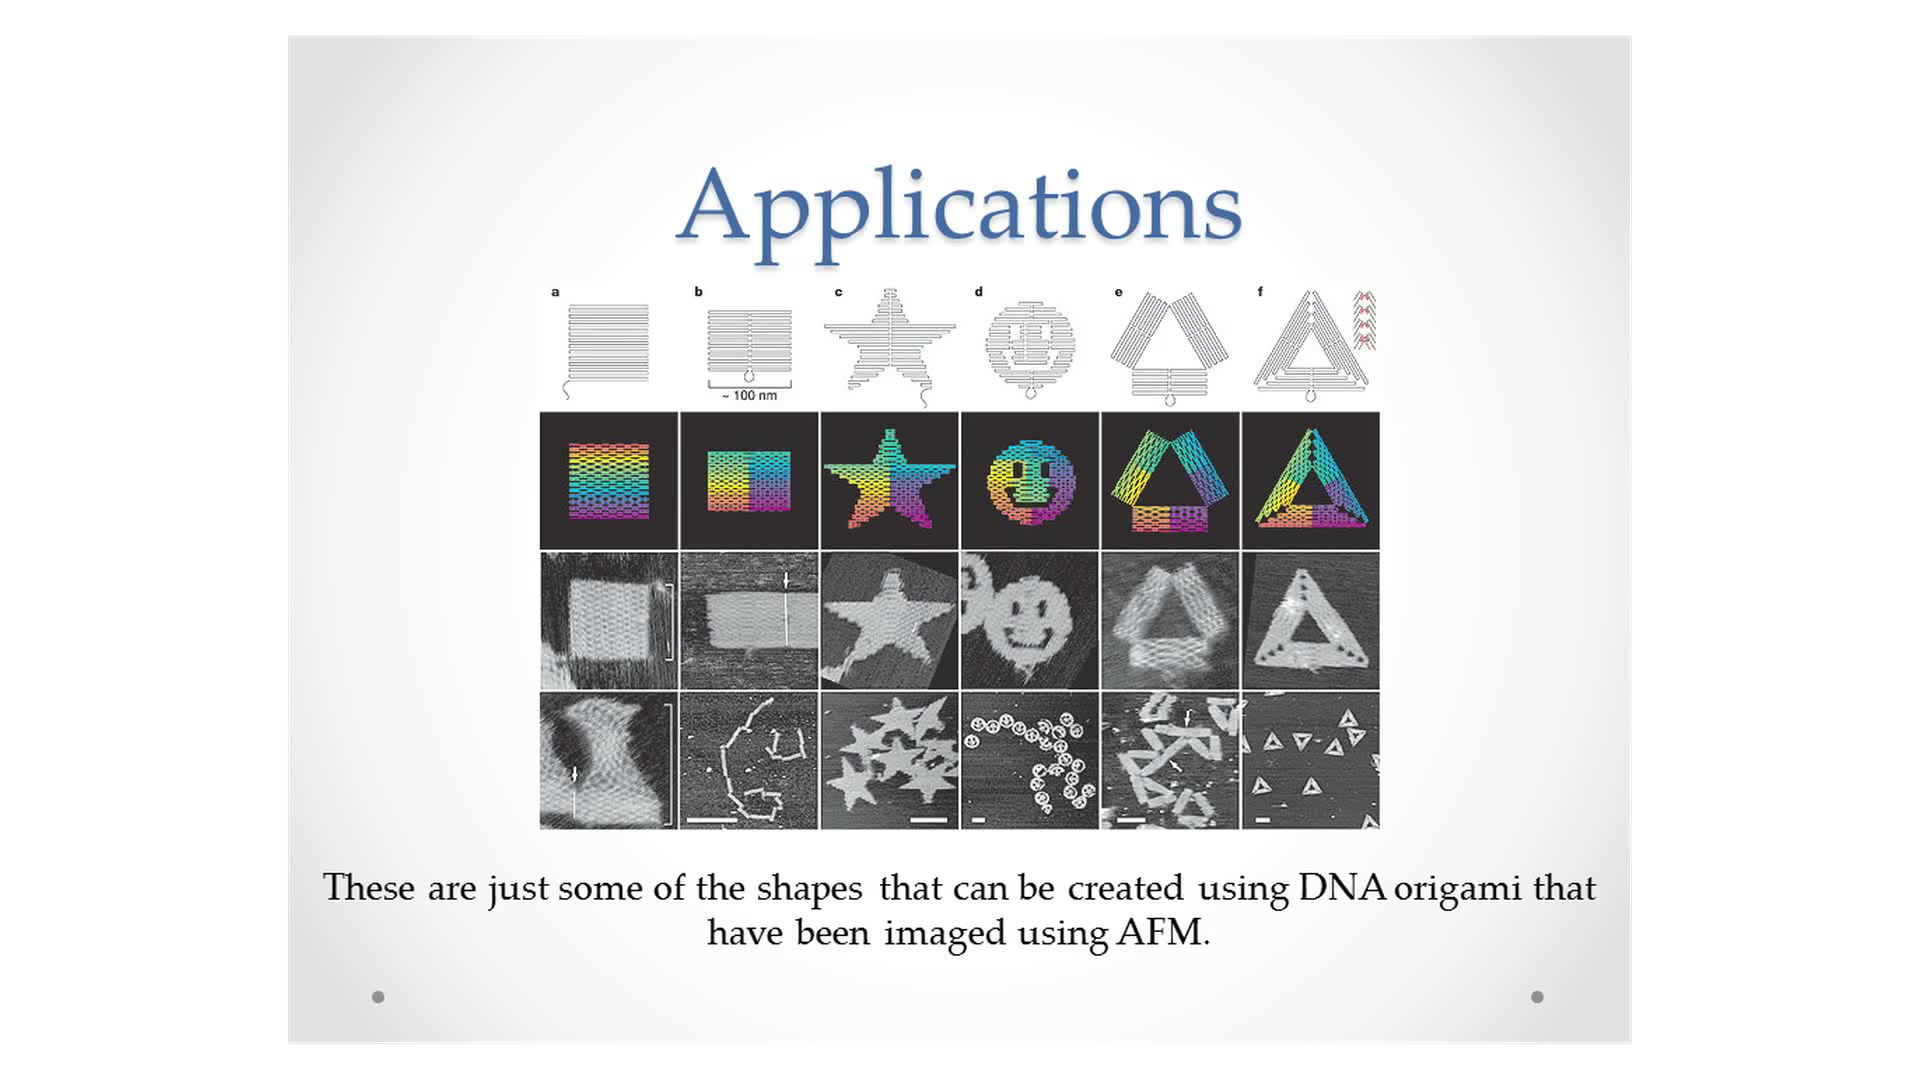 Applications
a b c d e f
~ 100 nm
These are just some of the shapes that can be created using DNA origami that
have been imaged using AFM.